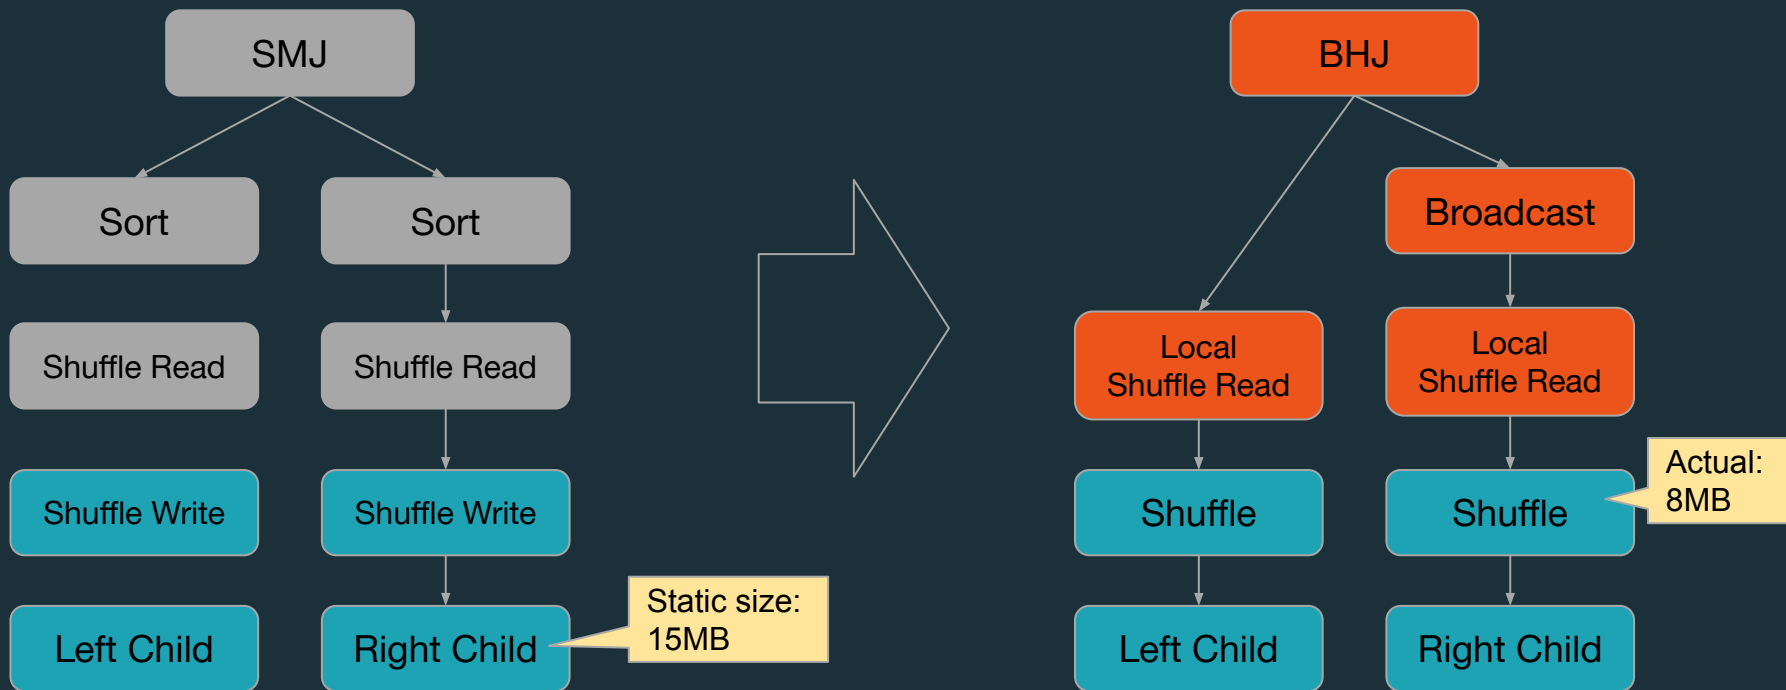 SMJ
Sort
Sort
Shuffle Read
Shuffle Read
Shuffle Write
Shuffle Write
Left Child
Right Child
Static size:
15MB
BHJ
Broadcast
Local
Shuffle Read
Local
Shuffle Read
Shuffle
Shuffle
Actual:
8MB
Left Child
Right Child